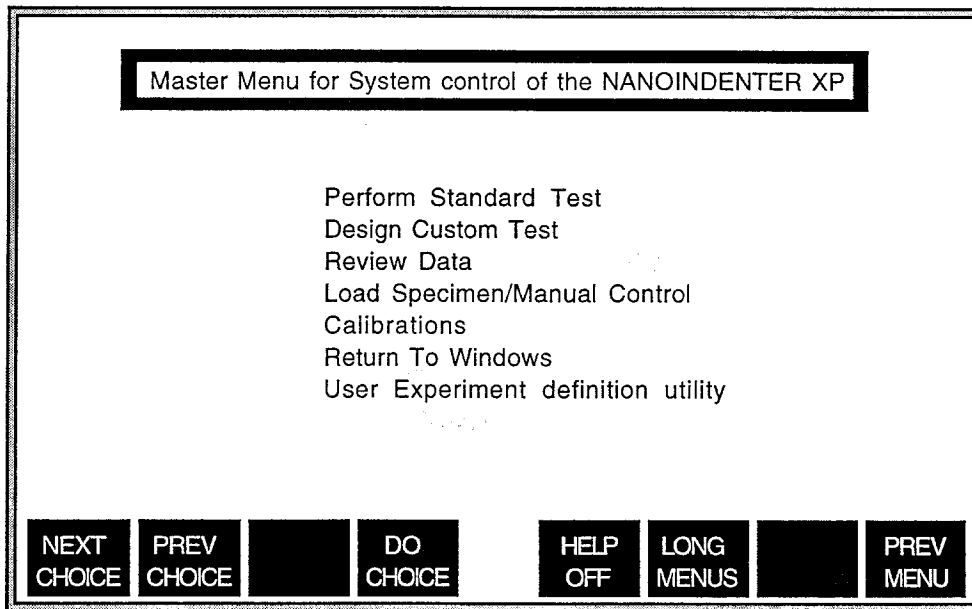 Master Menu for System control of the NANOINDENTER XP
Perform Standard Test
Design Custom Test
Review Data
Load Specimen/Manual Control
Calibrations
Return To Windows
User Experiment definition utility
NEXT CHOICE
PREV CHOICE
DO CHOICE
HELP OFF
LONG MENUS
PREV MENU